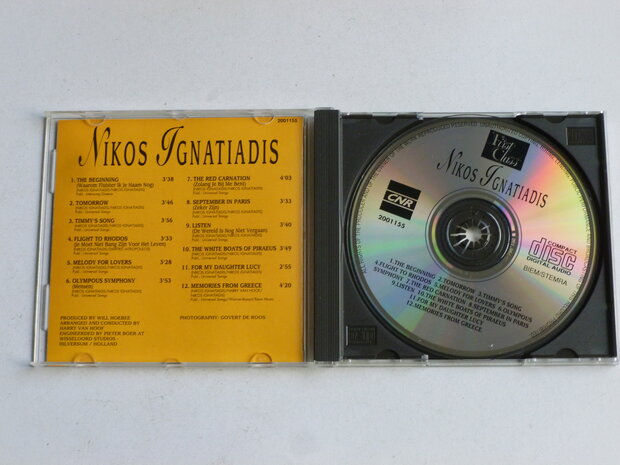 2001155
NIKOS IGNATIADIS
1. THE BEGINNING 3'38
(Waarom Fluister Ik Je Naam Nog)
2. TOMORROW 3'46
3. TIMMY'S SONG 3'56
4. FLIGHT TO RHODOS 3'33
(Je Moet Niet Bang Zijn Voor Het Leven)
5. MELODY FOR LOVERS 3'28
6. OLYMPOUS SYMPHONY 3'53
(Mensen)
PRODUCED BY WILL HOEBEE
ARRANGED AND CONDUCTED BY
HARRY VAN HOOF
ENGINEERDED BY PIETER BOER AT
WISSELOORD STUDIOS -
HILVERSUM / HOLLAND
7. THE RED CARNATION 4'03
(Zolang Je Bij Me Bent)
8. SEPTEMBER IN PARIS 3'33
(Zeker Zijn)
9. LISTEN 3'40
(De Wereld Is Nog Niet Vergaan)
10. THE WHITE BOATS OF PIRAEUS 3'49
11. FOR MY DAUGHTER LUCY 2'55
12. MEMORIES FROM GREECE 4'20
PHOTOGRAPHY: GOVERT DE ROOS
First
Class
NIKOS IGNATIADIS
CNR
2001155
COMPACT
disc
DIGITAL AUDIO
BIEM/STEMRA
1.THE BEGINNING 2.TOMORROW 3.TIMMY'S SONG
4.FLIGHT TO RHODOS 5.MELODY FOR LOVERS 6.OLYMPOUS
SYMPHONY 7.THE RED CARNATION 8.SEPTEMBER IN PARIS
9.LISTEN 10.THE WHITE BOATS OF PIRAEUS
11.FOR MY DAUGHTER LUCY
12.MEMORIES FROM GREECE